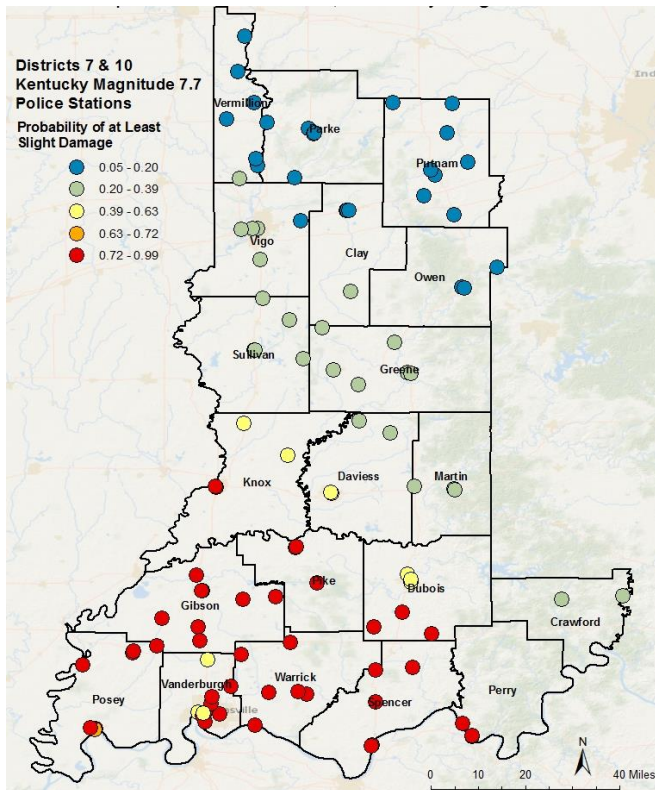 Districts 7 & 10
Kentucky Magnitude 7.7
Police Stations
Probability of at Least
Slight Damage
0.05 - 0.20
0.20 - 0.39
0.39 - 0.63
0.63 - 0.72
0.72 - 0.99
Ind
Vermillion
Parke
Putnam
Vigo
Clay
Owen
Sullivan
Greene
Knox
Daviess
Martin
Pike
Dubois
Gibson
Crawford
Posey
Vanderburgh
Warrick
Spencer
Perry
N
0 10 20 40 Miles